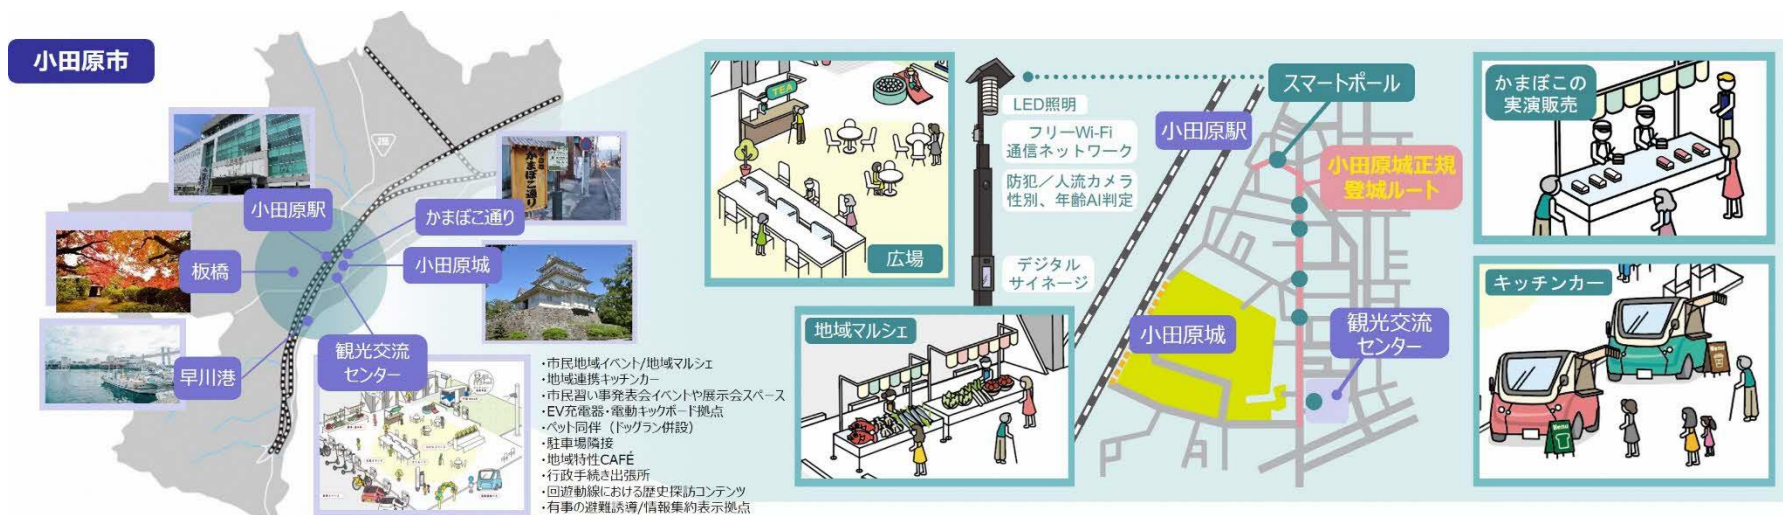 小田原市
小田原駅
かまぼこ通り
板橋
小田原城
観光交流
センター
早川港
かまぼこ通り
・市民地域イベント/地域マルシェ
・地域連携キッチンカー
・市民習い事発表会イベントや展示会スペース
・EV充電器・電動キックボード拠点
・ペット同伴（ドッグラン併設）
・駐車場隣接
・地域特性CAFÉ
・行政手続き出張所
・回遊動線における歴史探訪コンテンツ
・有事の避難誘導/情報集約表示拠点
TEA
広場
LED照明
フリーWi-Fi
通信ネットワーク
防犯／人流カメラ
性別、年齢AI判定
デジタル
サイネージ
地域マルシェ
スマートポール
小田原駅
小田原城正規
登城ルート
小田原城
観光交流
センター
かまぼこの
実演販売
キッチンカー
Menu